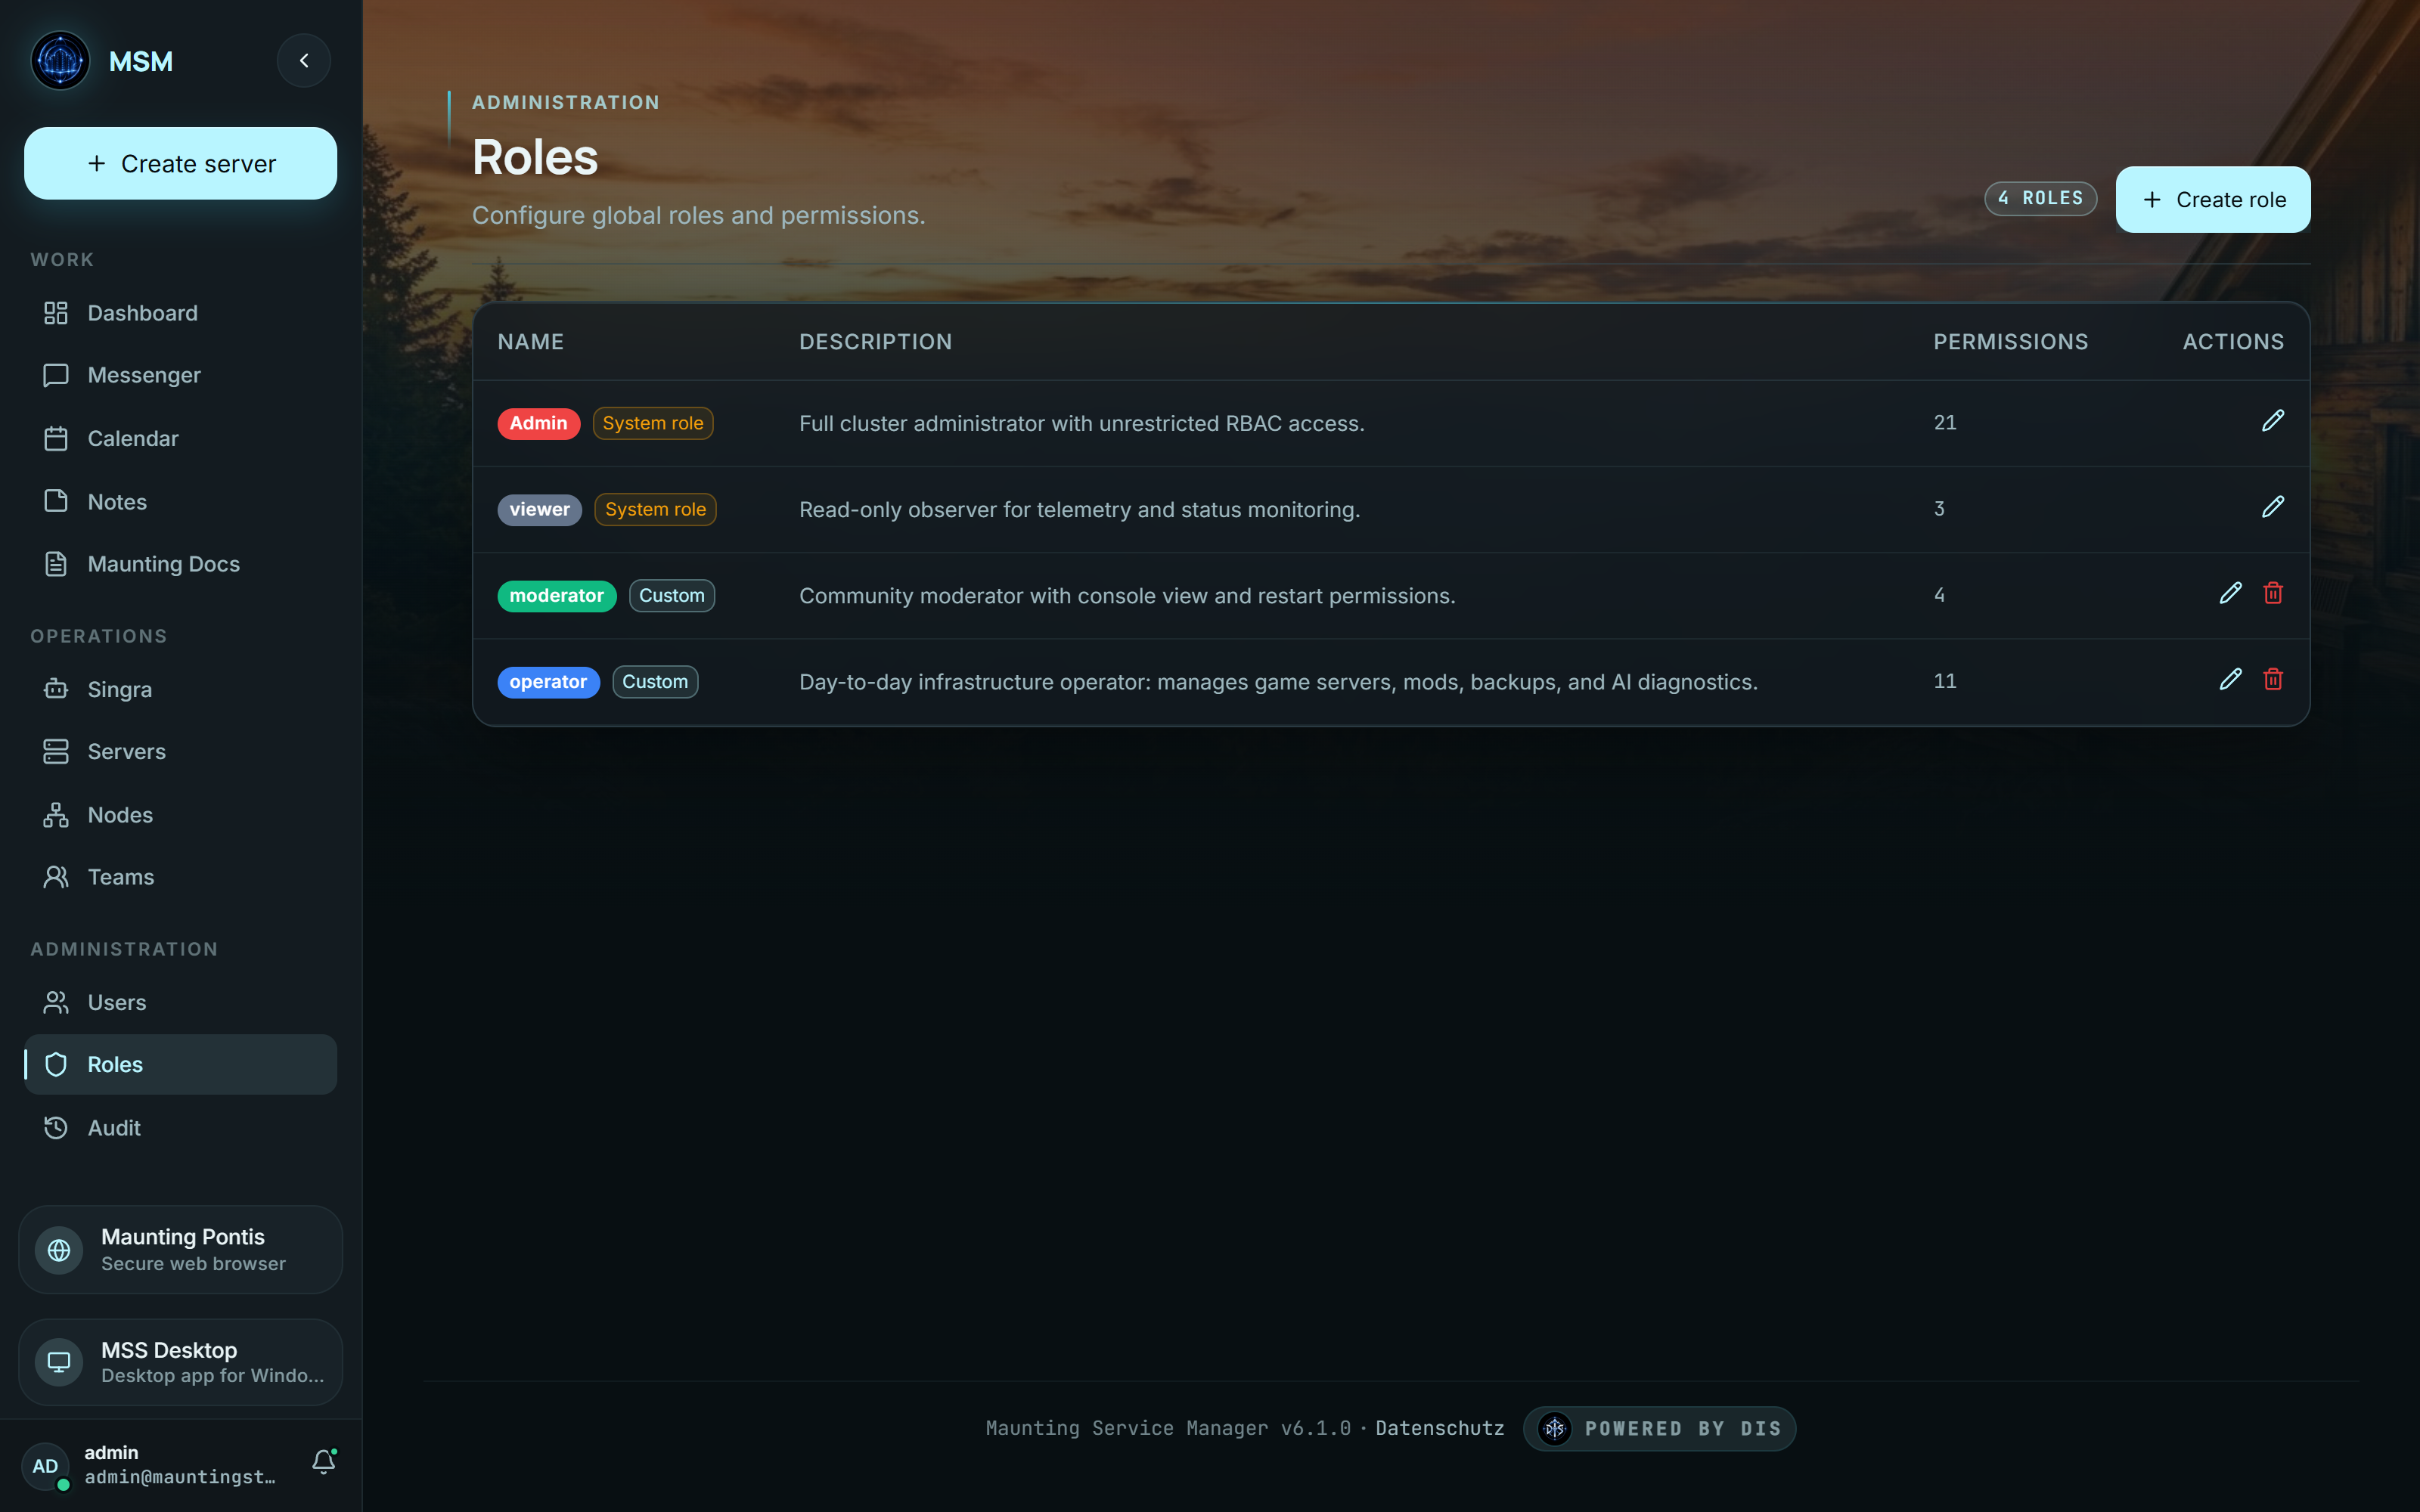 MSM
Create server
WORK
Dashboard
Messenger
Calendar
Notes
Maunting Docs
OPERATIONS
Singra
Servers
Nodes
Teams
ADMINISTRATION
Users
Roles
Audit
Maunting Pontis
Secure web browser
MSS Desktop
Desktop app for Windo...
AD
admin
admin@mauntingst...
ADMINISTRATION
Roles
Configure global roles and permissions.
4 ROLES
Create role
NAME DESCRIPTION PERMISSIONS ACTIONS
Admin System role Full cluster administrator with unrestricted RBAC access. 21
viewer System role Read-only observer for telemetry and status monitoring. 3
moderator Custom Community moderator with console view and restart permissions. 4
operator Custom Day-to-day infrastructure operator: manages game servers, mods, backups, and AI diagnostics. 11
Maunting Service Manager v6.1.0 · Datenschutz DIS POWERED BY DIS